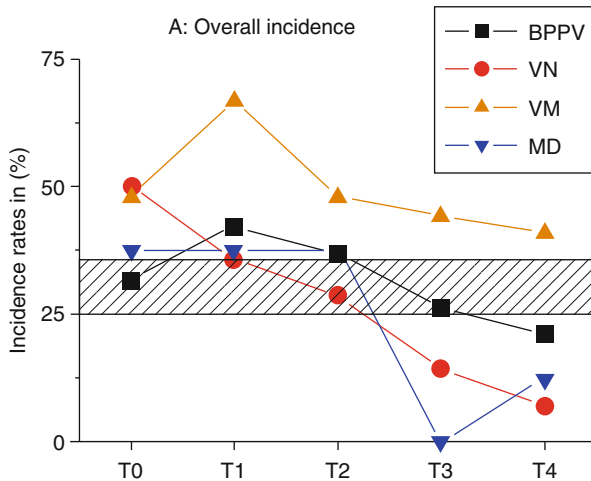 A: Overall incidence
BPPV
VN
VM
MD
Incidence rates in (%)
75
50
25
0
T0 T1 T2 T3 T4